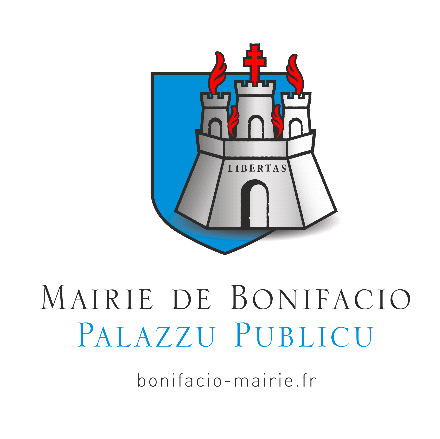 LIBERTAS
MAIRIE DE BONIFACIO
PALAZZU PUBLICU
bonifacio-mairie.fr